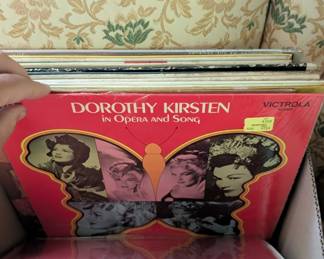 DOROTHY KIRSTEN
in Opera and Song
VICTROLA